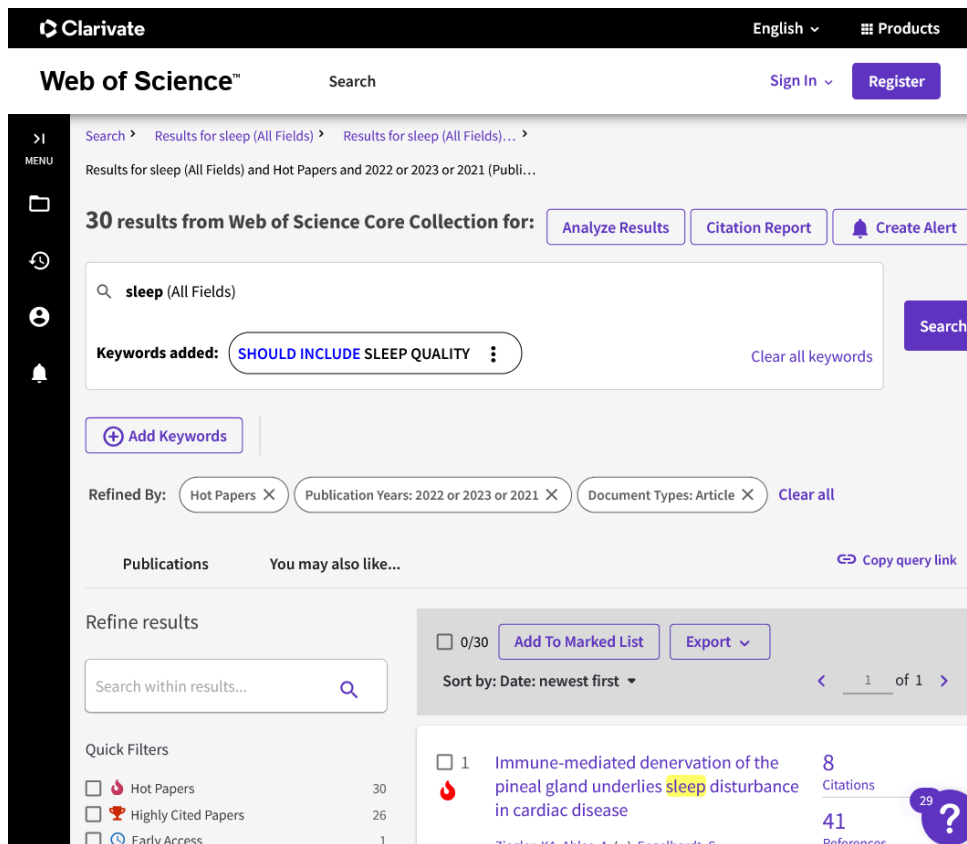 Clarivate
English
Products
Web of Science™
Search
Sign In
Register
MENU
Search
Results for sleep (All Fields)
Results for sleep (All Fields)...
Results for sleep (All Fields) and Hot Papers and 2022 or 2023 or 2021 (Publi...
30 results from Web of Science Core Collection for:
Analyze Results
Citation Report
Create Alert
sleep (All Fields)
Search
Keywords added:
SHOULD INCLUDE SLEEP QUALITY
Clear all keywords
Add Keywords
Refined By:
Hot Papers
Publication Years: 2022 or 2023 or 2021
Document Types: Article
Clear all
Publications
You may also like...
Copy query link
Refine results
Search within results...
Quick Filters
Hot Papers 30
Highly Cited Papers 26
Early Access 1
0/30
Add To Marked List
Export
Sort by: Date: newest first
1 of 1
1
Immune-mediated denervation of the
pineal gland underlies sleep disturbance
in cardiac disease
8
Citations
41
References
29
?